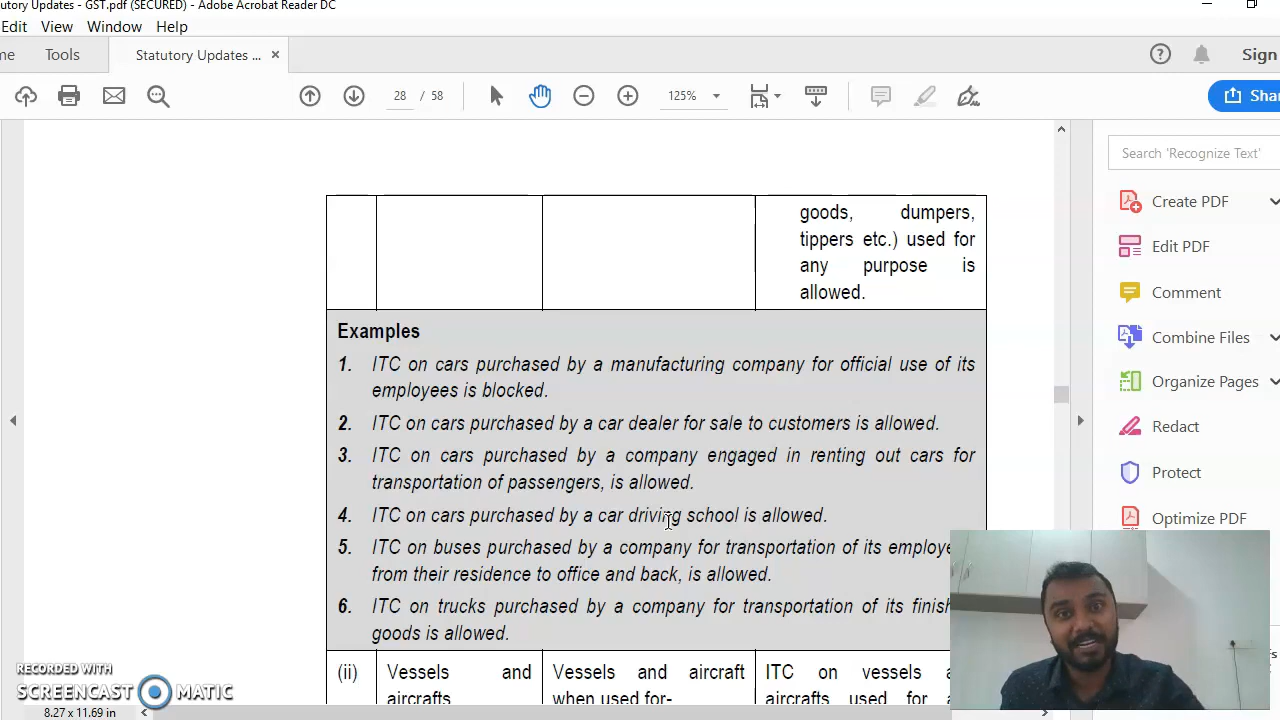 tutory Updates - GST.pdf (SECURED) - Adobe Acrobat Reader DC
Edit View Window Help
me Tools Statutory Updates ... × Sign
28 / 58 125% Shar
goods, dumpers,
tippers etc.) used for
any purpose is
allowed.
Examples
1. ITC on cars purchased by a manufacturing company for official use of its
employees is blocked.
2. ITC on cars purchased by a car dealer for sale to customers is allowed.
3. ITC on cars purchased by a company engaged in renting out cars for
transportation of passengers, is allowed.
4. ITC on cars purchased by a car driving school is allowed.
5. ITC on buses purchased by a company for transportation of its employe
from their residence to office and back, is allowed.
6. ITC on trucks purchased by a company for transportation of its finish
goods is allowed.
(ii) Vessels and Vessels and aircraft ITC on vessels a
aircrafts when used for- aircrafts used for a
Search 'Recognize Text'
Create PDF
Edit PDF
Comment
Combine Files
Organize Pages
Redact
Protect
Optimize PDF
RECORDED WITH
SCREENCAST MATIC
8.27 x 11.69 in